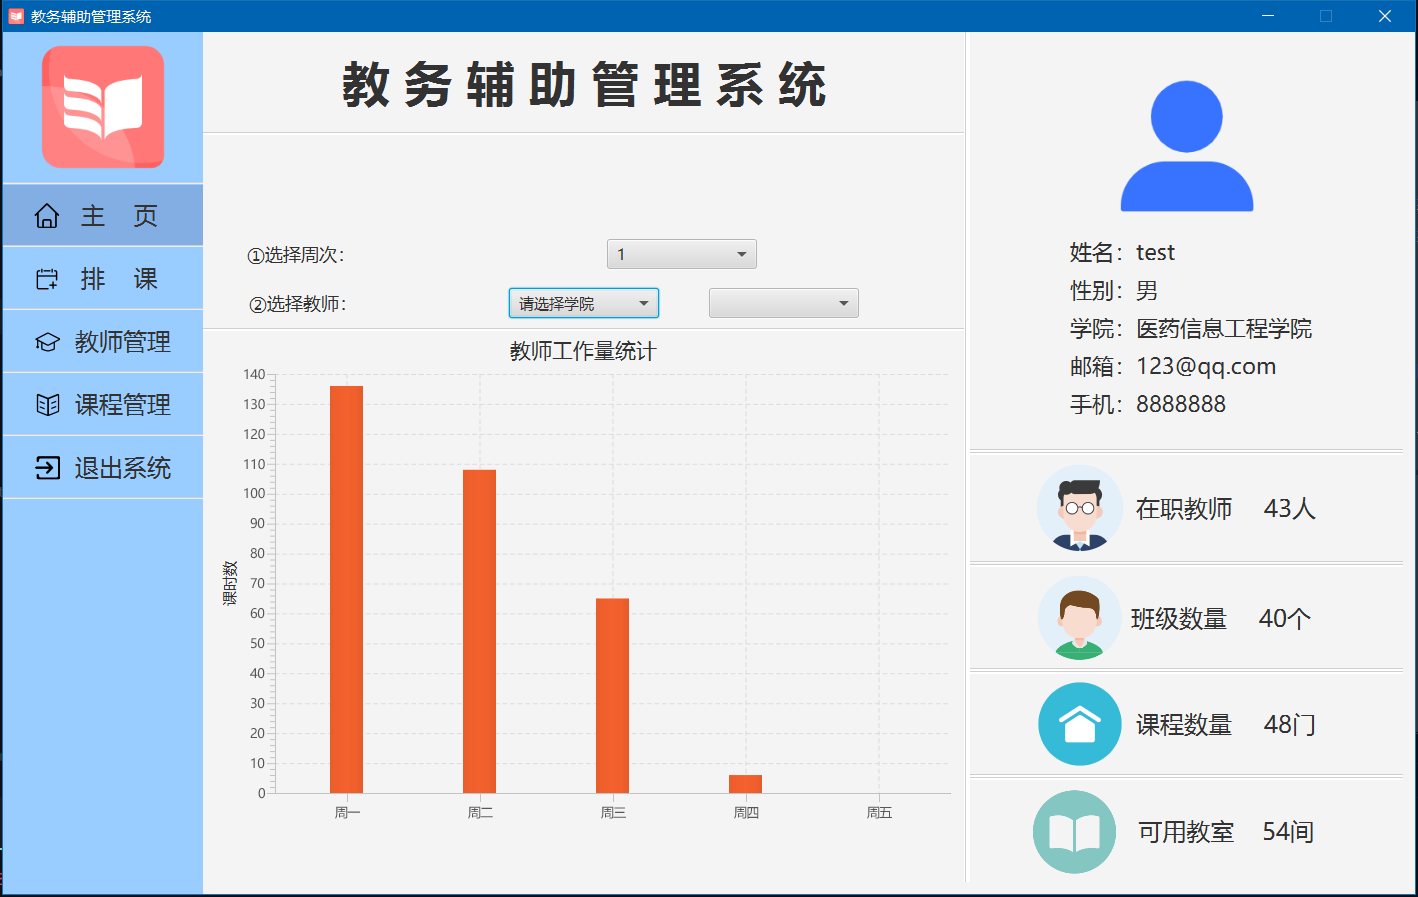 教务辅助管理系统
主 页
排 课
教师管理
课程管理
退出系统
教务辅助管理系统
①选择周次：
1
②选择教师：
请选择学院
教师工作量统计
课时数
140
130
120
110
100
90
80
70
60
50
40
30
20
10
0
周一 周二 周三 周四 周五
姓名：test
性别：男
学院：医药信息工程学院
邮箱：123@qq.com
手机：8888888
在职教师 43人
班级数量 40个
课程数量 48门
可用教室 54间